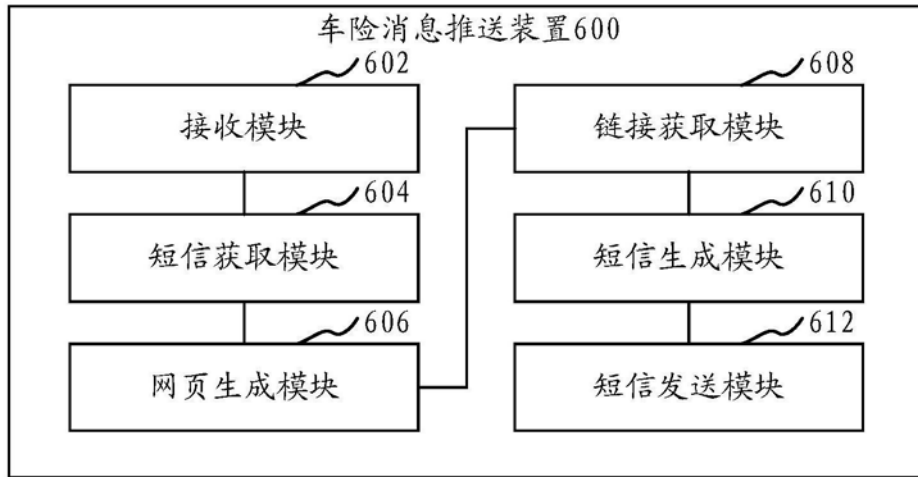 车险消息推送装置600
602
接收模块
604
短信获取模块
606
网页生成模块
608
链接获取模块
610
短信生成模块
612
短信发送模块